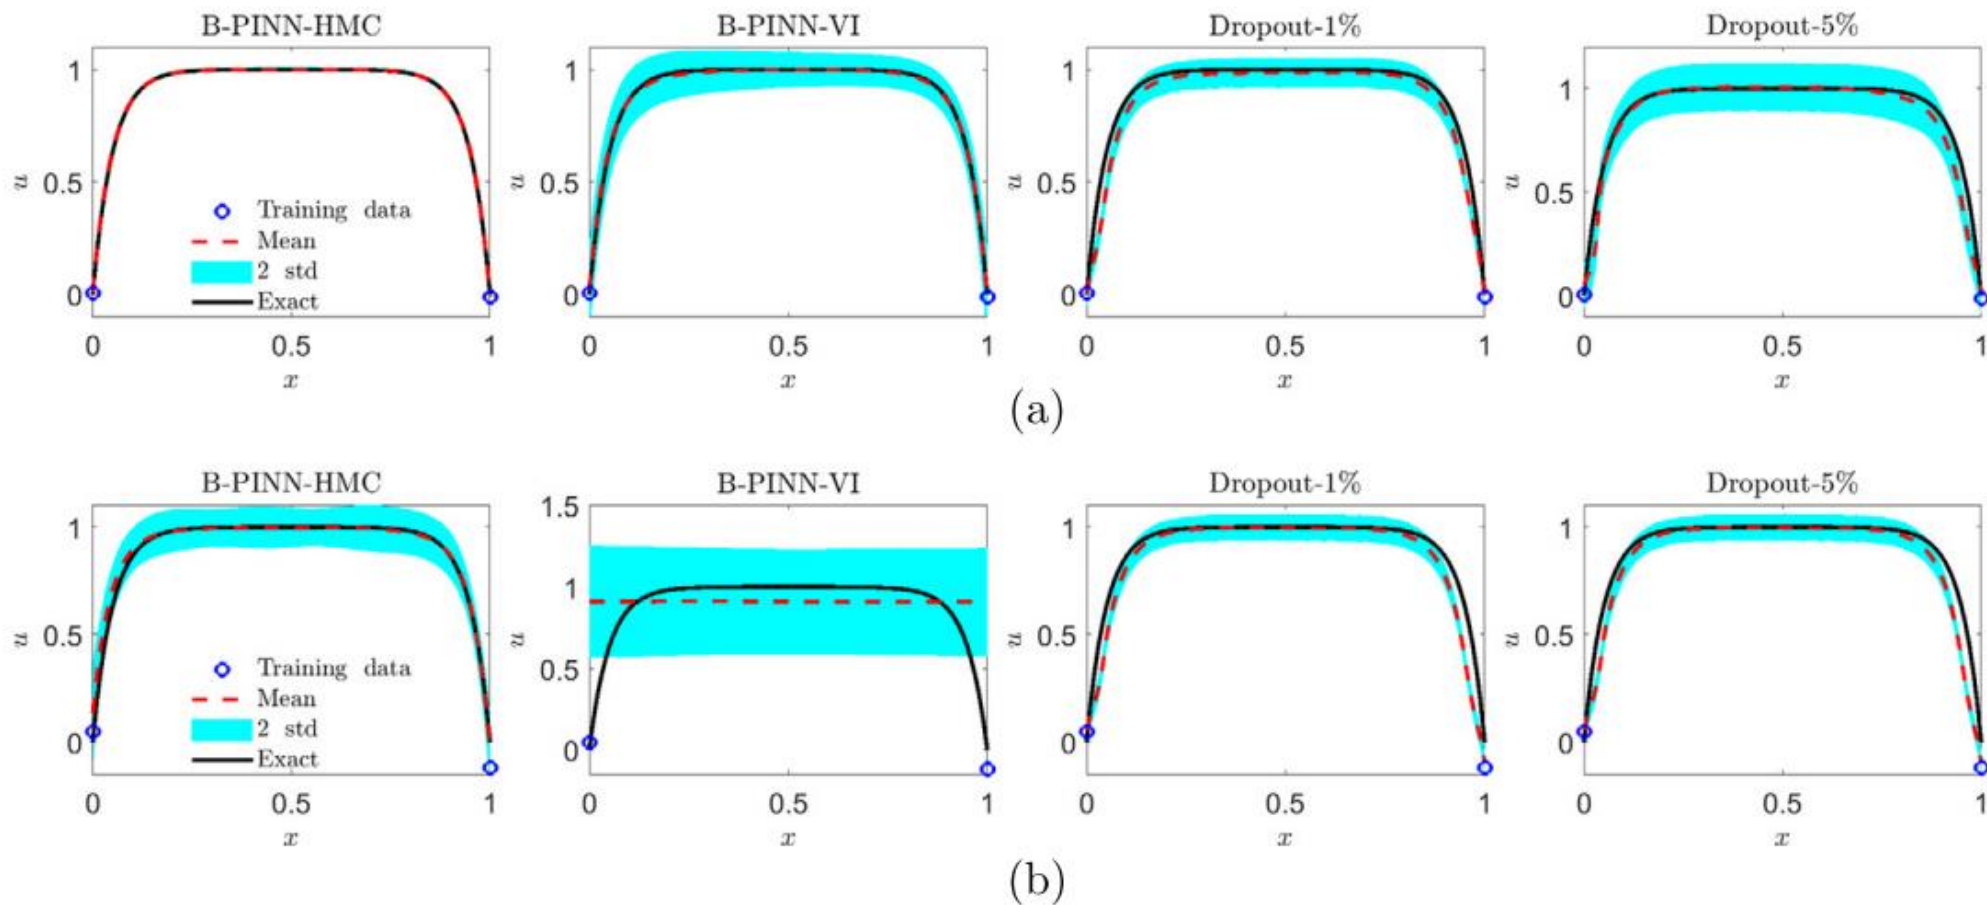 B-PINN-HMC B-PINN-VI Dropout-1% Dropout-5%
1 1 1 1
u 0.5 u 0.5 u 0.5 u 0.5
Training data
Mean
2 std
0 Exact 0 0 0
0 0.5 1 0 0.5 1 0 0.5 1 0 0.5 1
x x x x
(a)
B-PINN-HMC B-PINN-VI Dropout-1% Dropout-5%
1.5
1 1 1 1
u 0.5 u 0.5 u 0.5 u 0.5
Training data
Mean
2 std
0 0 0 0
Exact
0 0.5 1 0 0.5 1 0 0.5 1 0 0.5 1
x x x x
(b)